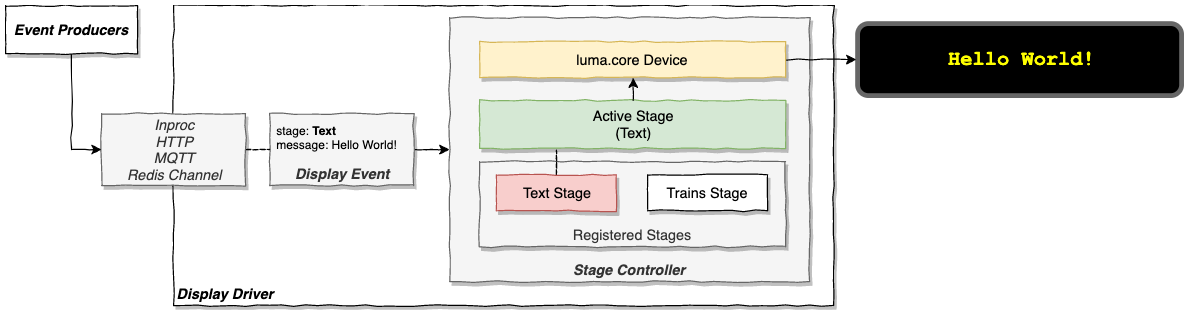 Event Producers
Inproc
HTTP
MQTT
Redis Channel
stage: Text
message: Hello World!
Display Event
luma.core Device
Active Stage
(Text)
Text Stage
Trains Stage
Registered Stages
Stage Controller
Display Driver
Hello World!